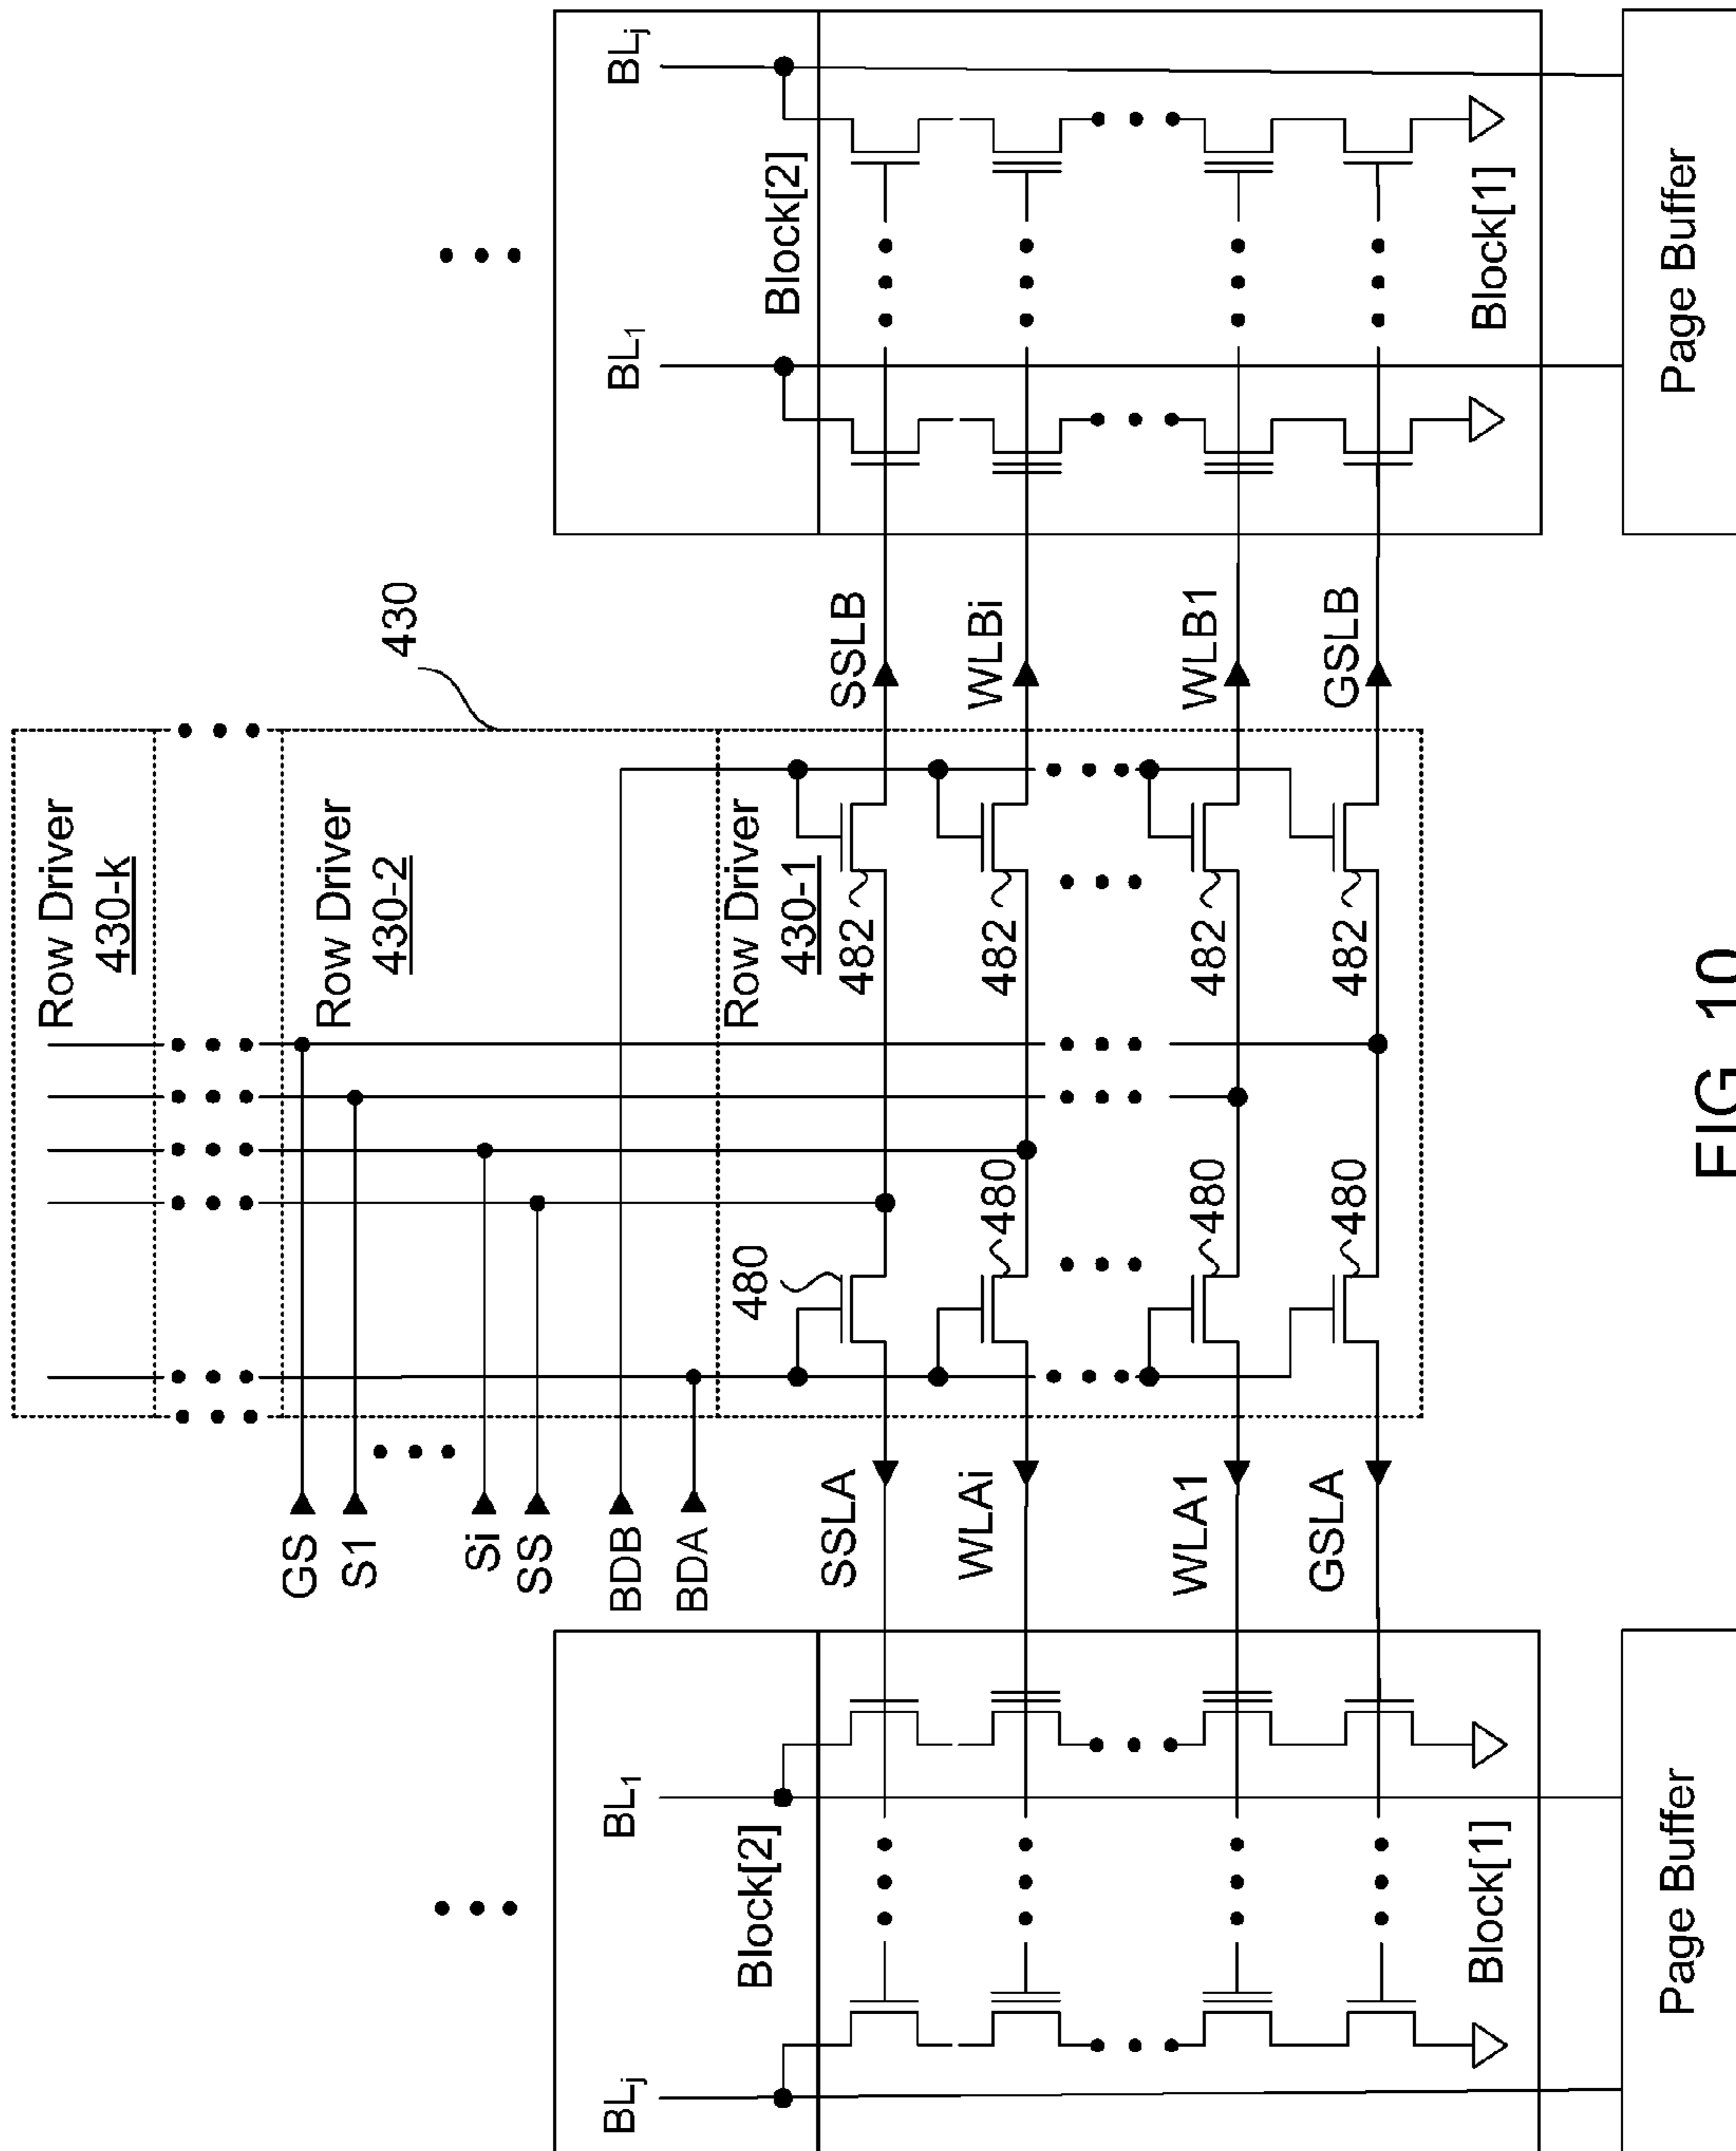 Row Driver
430-k
Row Driver
430-2
Row Driver
430-1
430
GS
S1
Si
SS
BDB
BDA
480
480
480
480
482
482
482
482
SSLA
WLAi
WLA1
GSLA
SSLB
WLBi
WLB1
GSLB
BLj
BL1
Block[2]
Block[1]
Page Buffer
BL1
BLj
Block[2]
Block[1]
Page Buffer
FIG 10